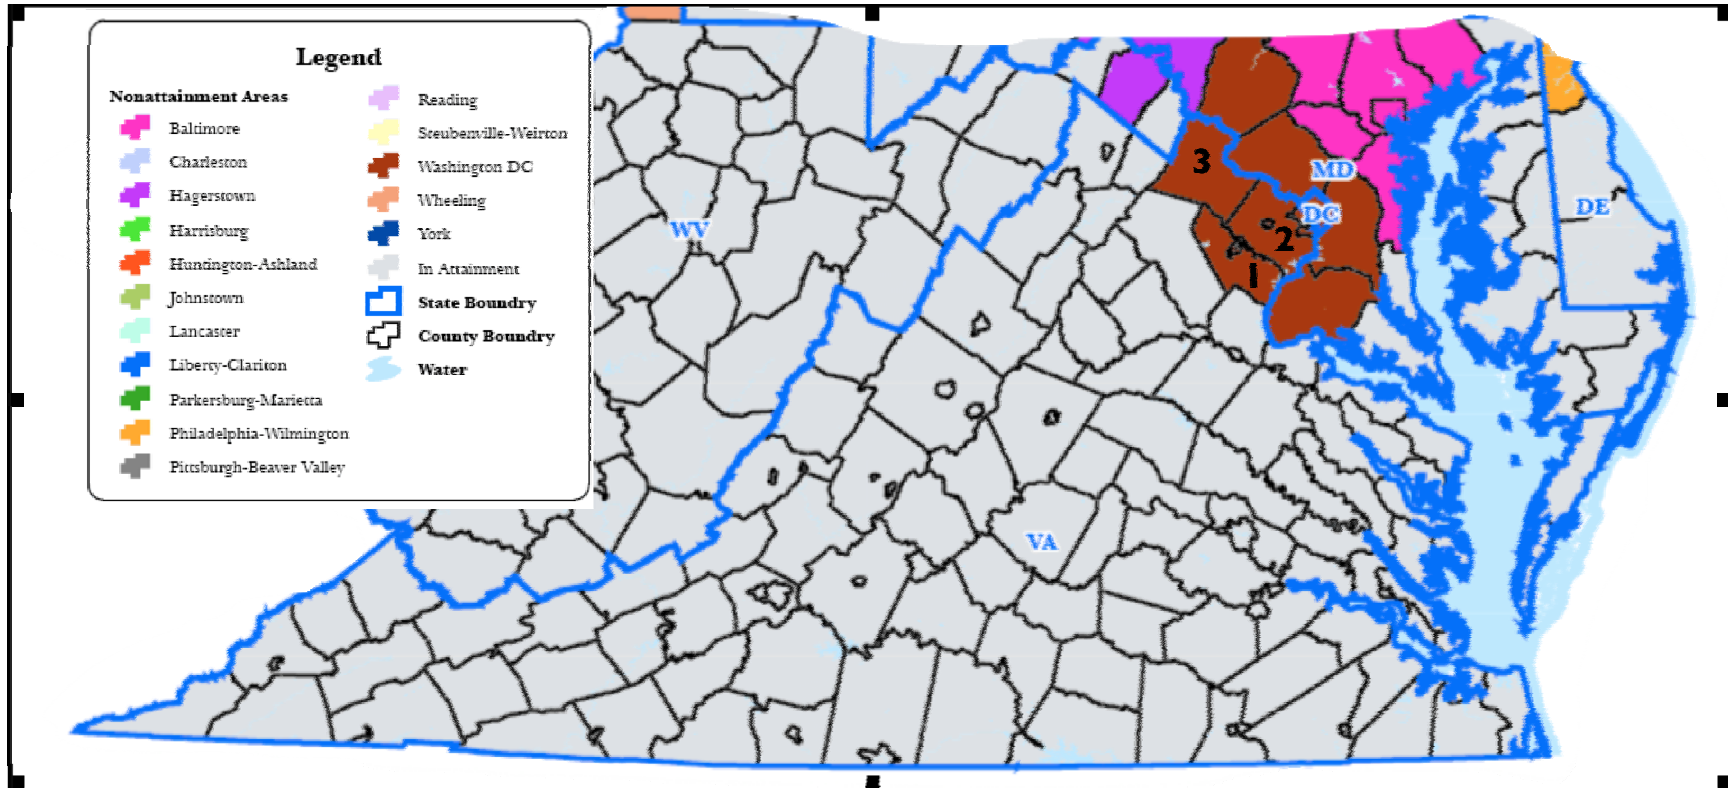 Legend
Nonattainment Areas
Baltimore
Charleston
Hagerstown
Harrisburg
Huntington-Ashland
Johnstown
Lancaster
Liberty-Clariton
Parkersburg-Marietta
Philadelphia-Wilmington
Pittsburgh-Beaver Valley
Reading
Steubenville-Weirton
Washington DC
Wheeling
York
In Attainment
State Boundry
County Boundry
Water
3
MD
DC
DE
WV
2
1
VA